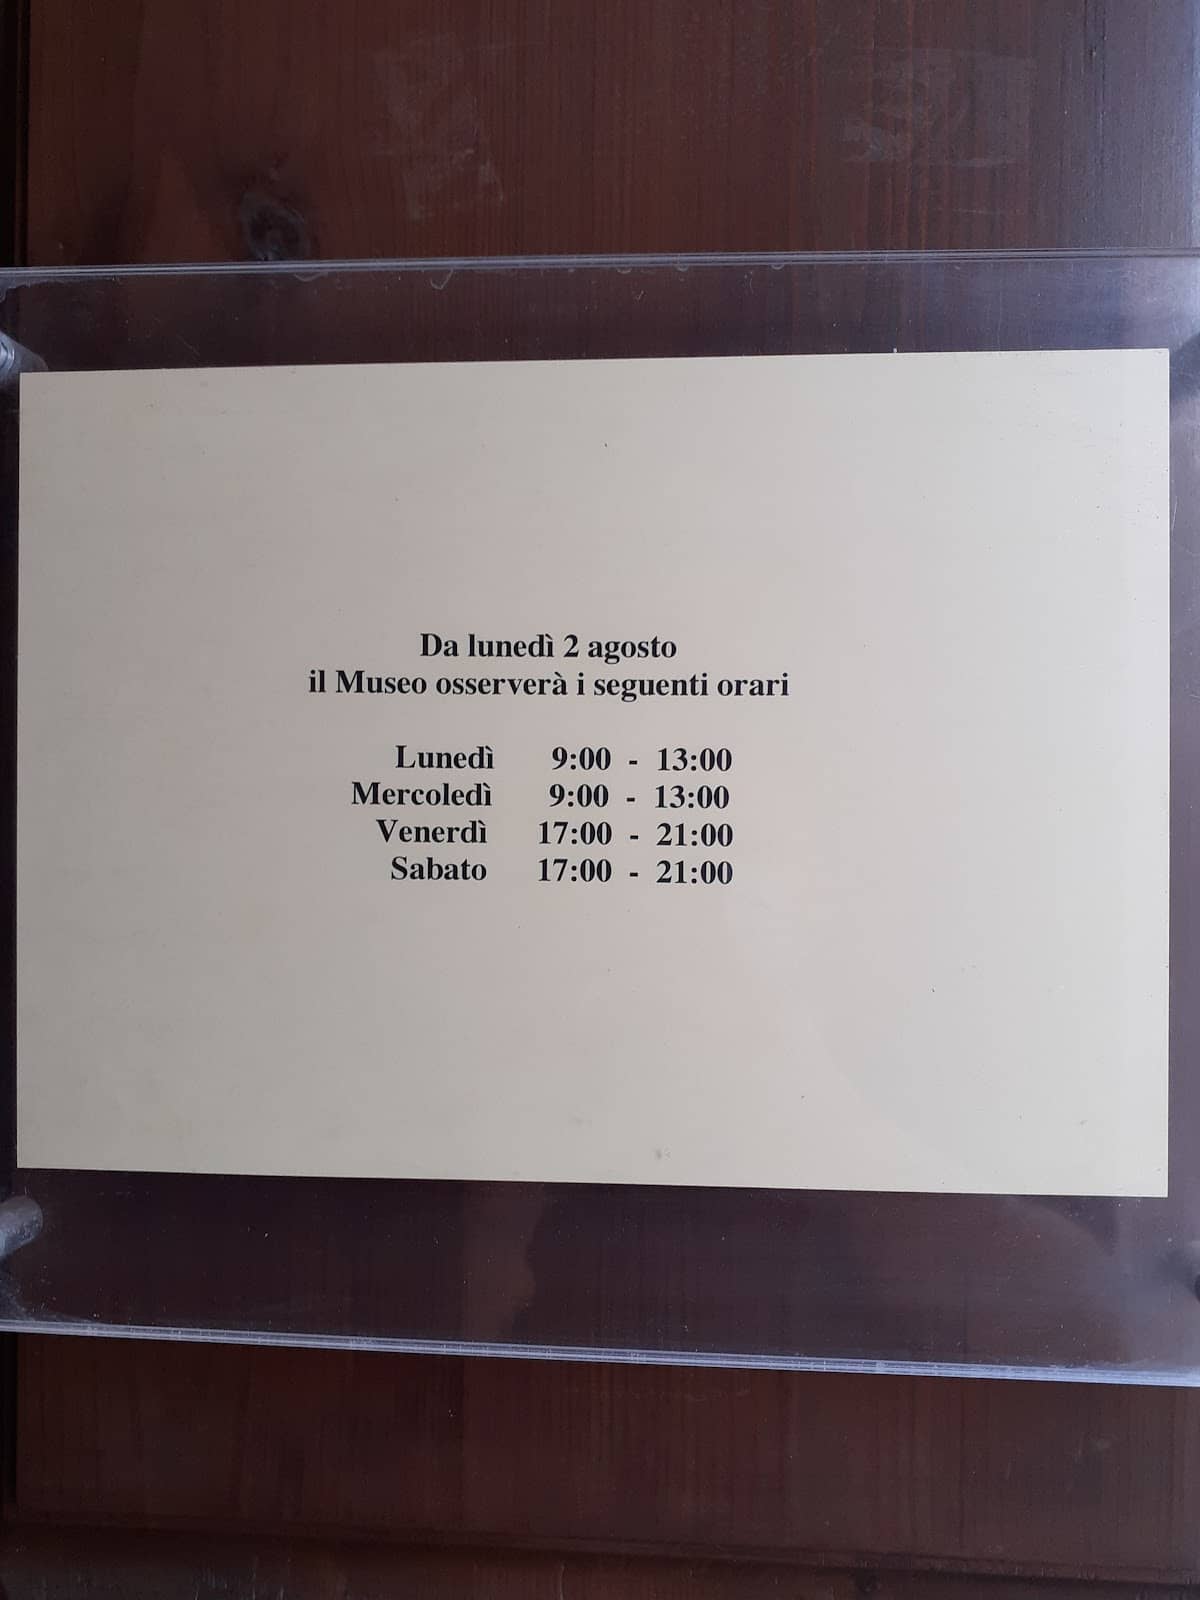 Da lunedì 2 agosto
il Museo osserverà i seguenti orari
Lunedì 9:00 - 13:00
Mercoledì 9:00 - 13:00
Venerdì 17:00 - 21:00
Sabato 17:00 - 21:00